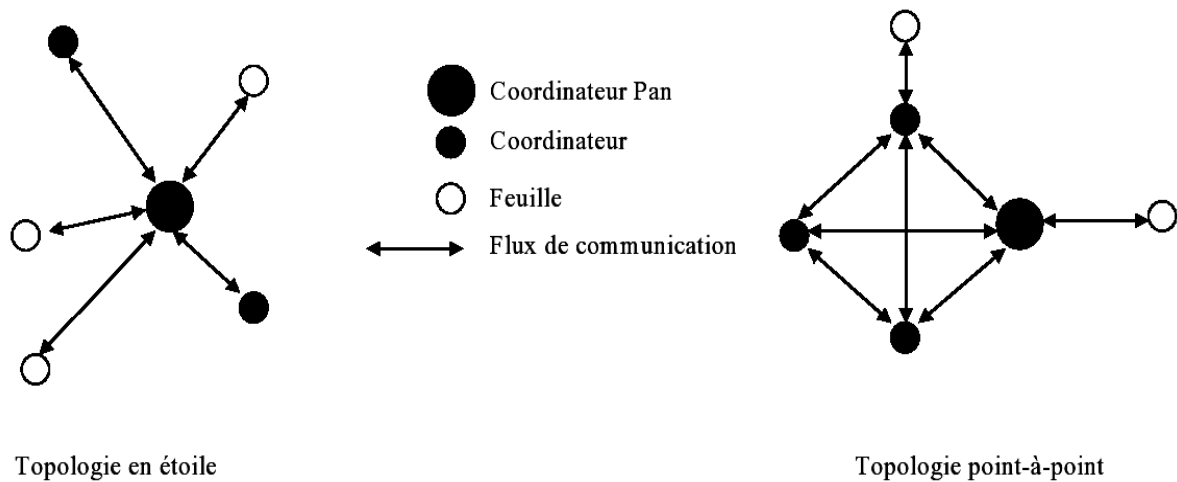 Coordinateur Pan
Coordinateur
Feuille
Flux de communication
Topologie en étoile
Topologie point-à-point